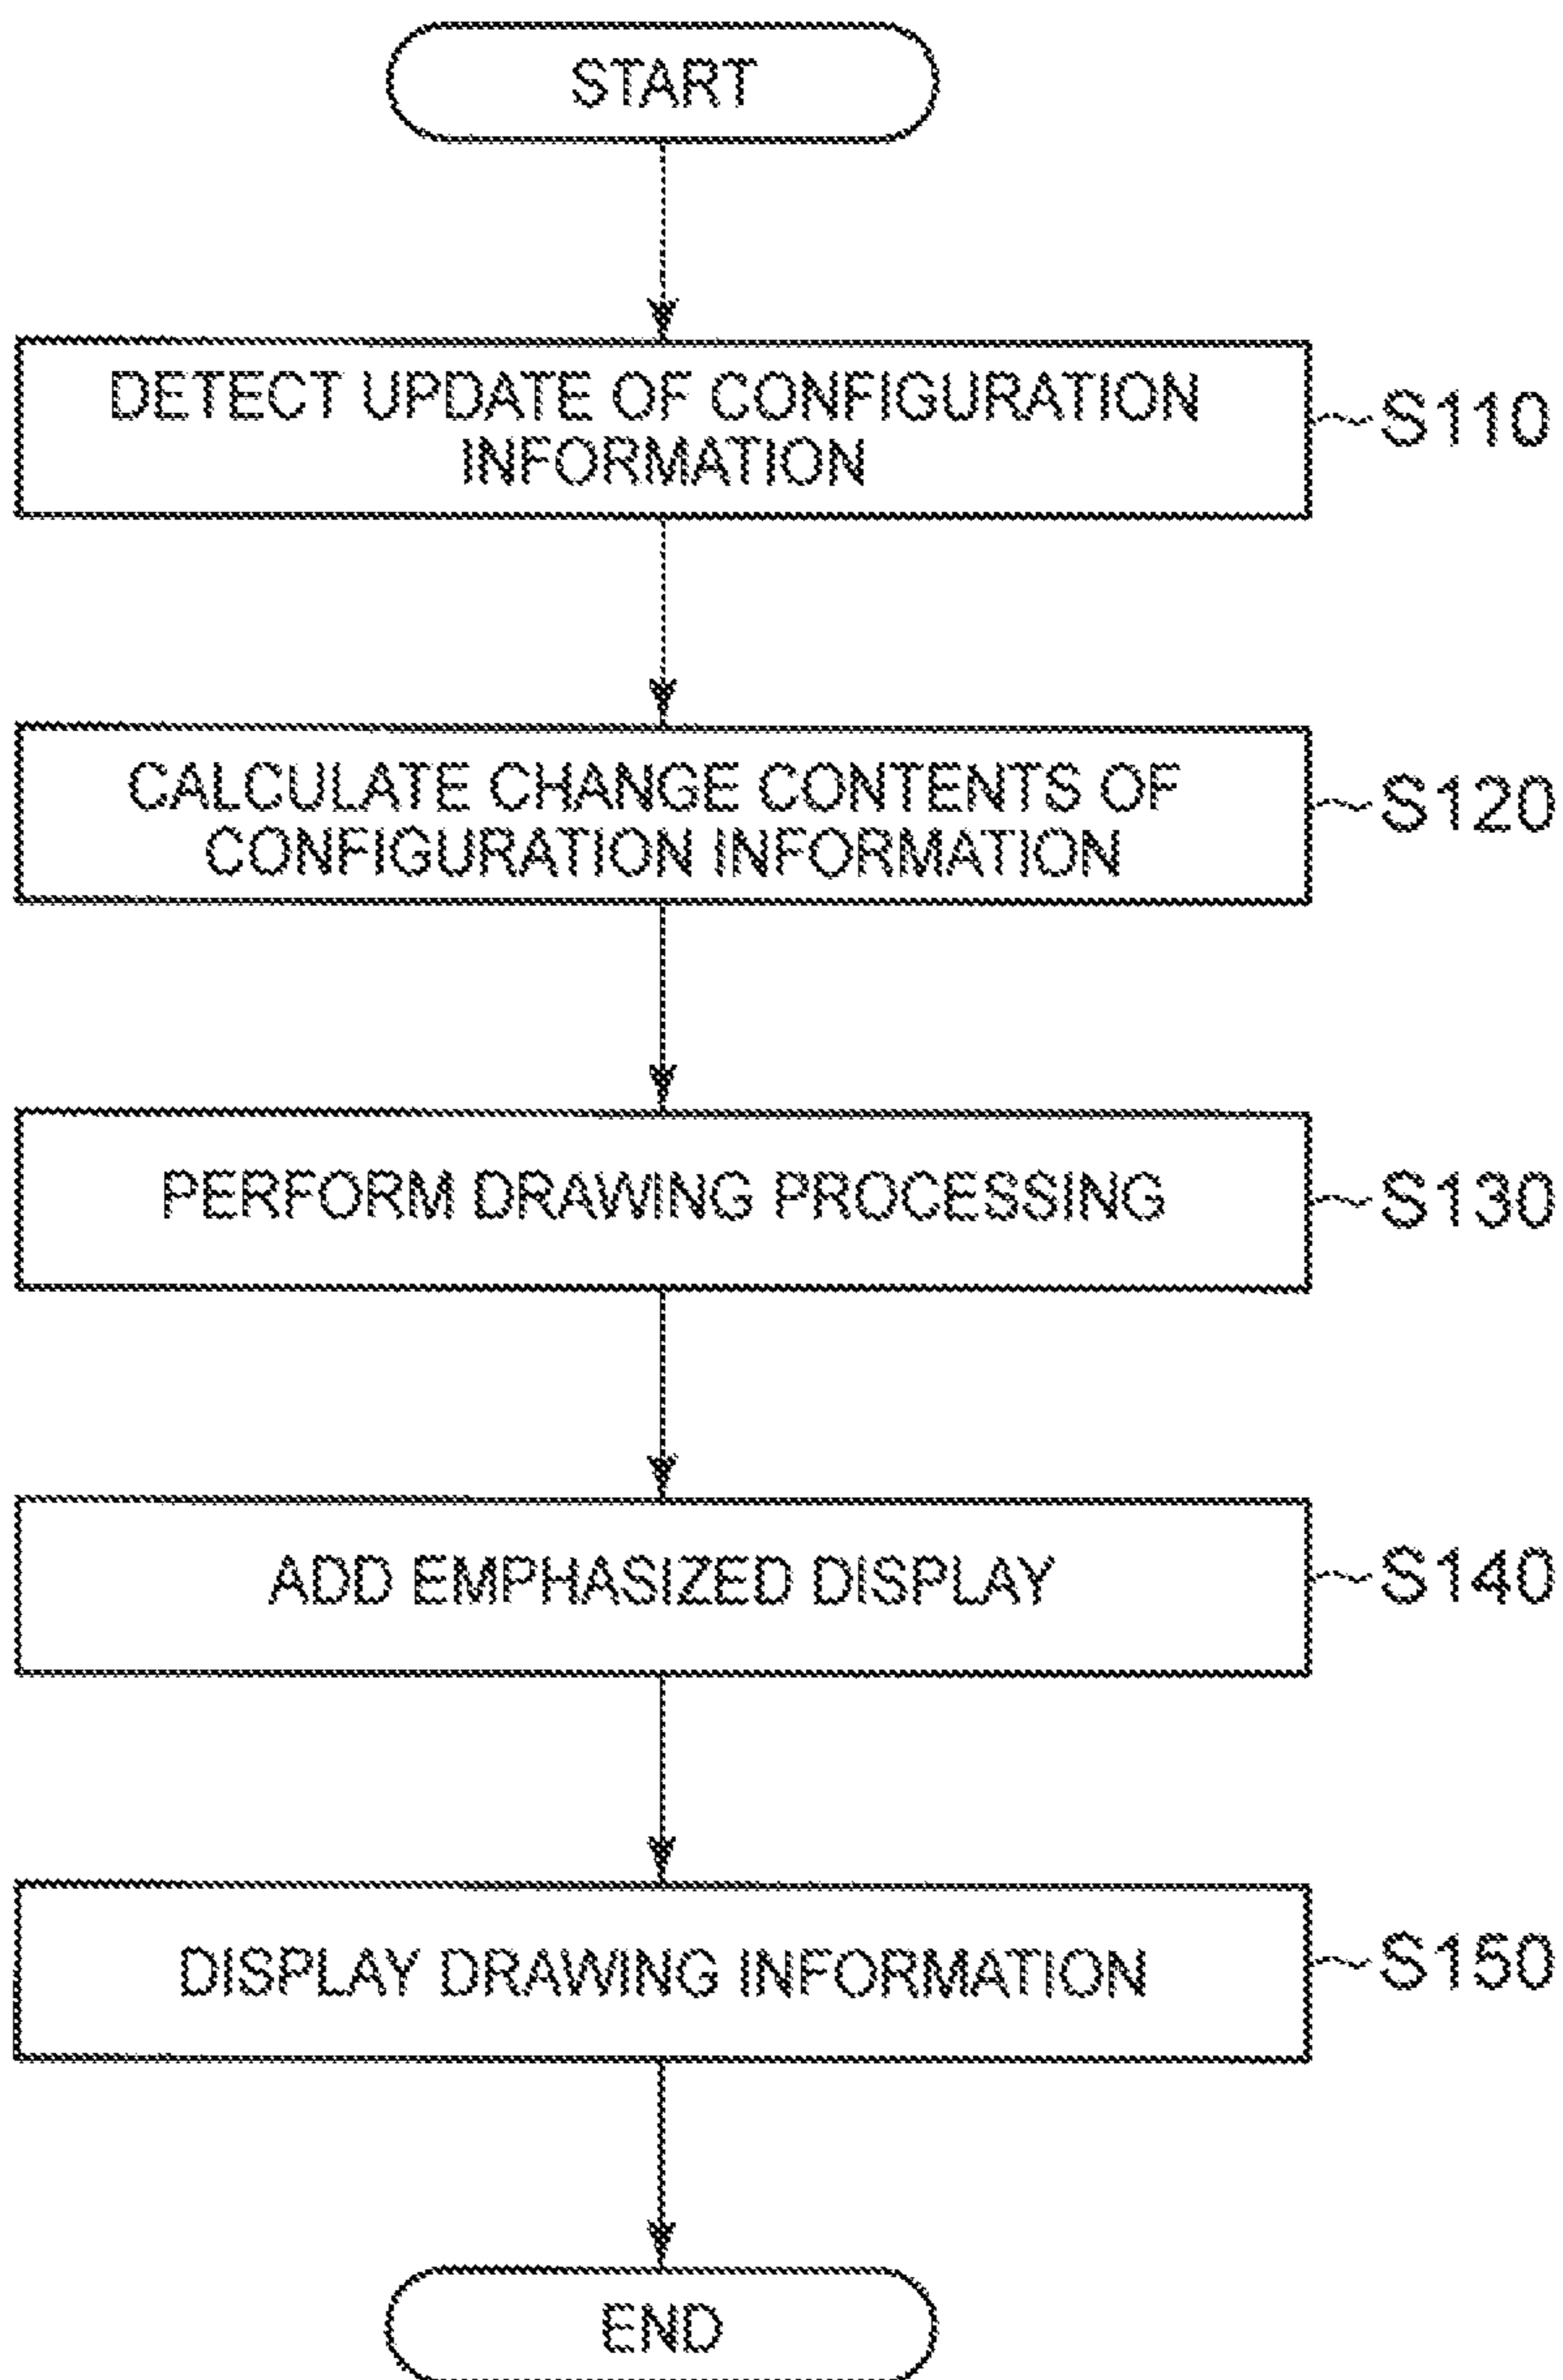 START
DETECT UPDATE OF CONFIGURATION
INFORMATION
S110
CALCULATE CHANGE CONTENTS OF
CONFIGURATION INFORMATION
S120
PERFORM DRAWING PROCESSING
S130
ADD EMPHASIZED DISPLAY
S140
DISPLAY DRAWING INFORMATION
S150
END